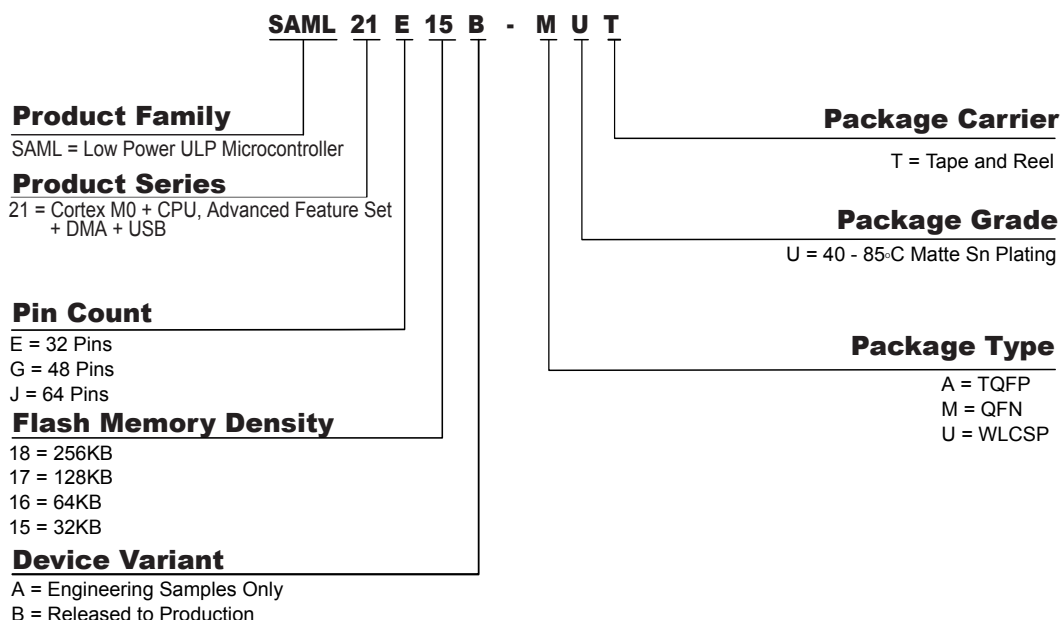 SAML 21 E 15 B - M U T
Product Family
SAML = Low Power ULP Microcontroller
Product Series
21 = Cortex M0 + CPU, Advanced Feature Set
+ DMA + USB
Pin Count
E = 32 Pins
G = 48 Pins
J = 64 Pins
Flash Memory Density
18 = 256KB
17 = 128KB
16 = 64KB
15 = 32KB
Device Variant
A = Engineering Samples Only
B = Released to Production
Package Carrier
T = Tape and Reel
Package Grade
U = 40 - 85°C Matte Sn Plating
Package Type
A = TQFP
M = QFN
U = WLCSP